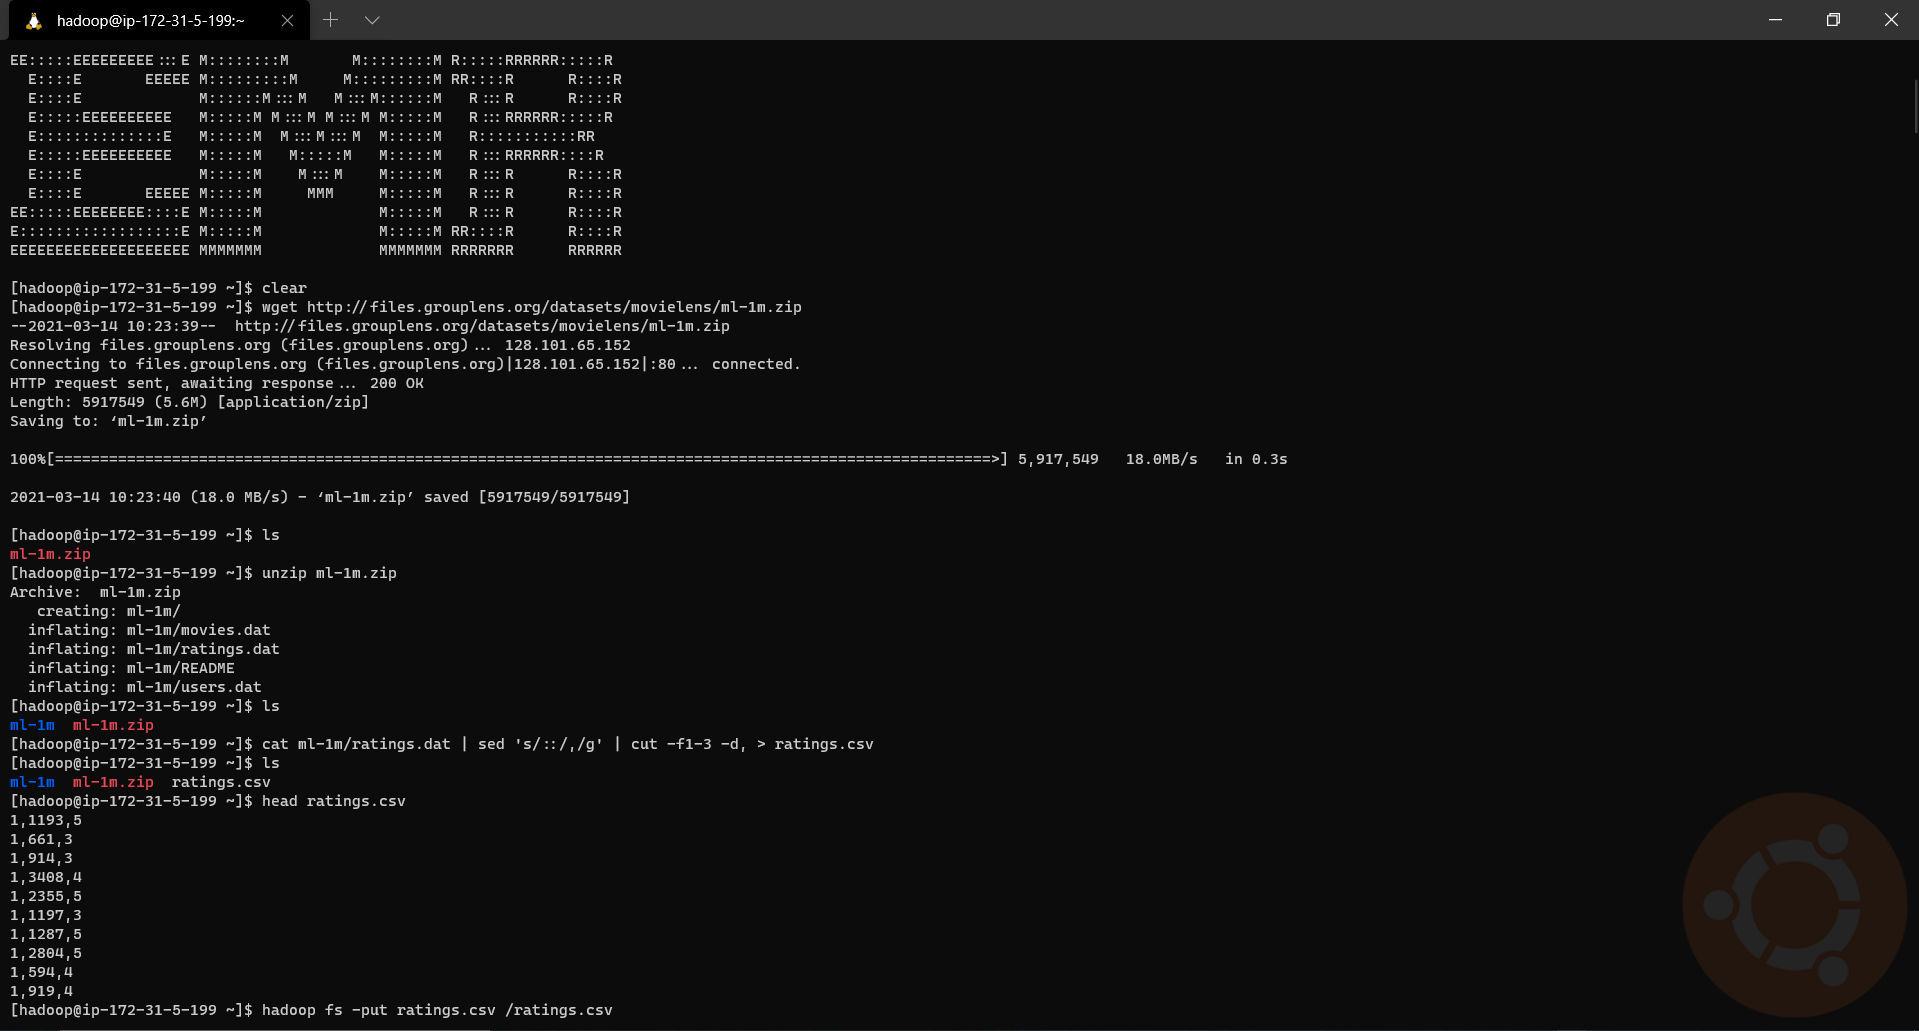 hadoop@ip-172-31-5-199:~
EE:::::EEEEEEEEE:::E M::::::::M       M::::::::M R:::::RRRRRR:::::R
  E::::E       EEEEE M:::::::::M     M:::::::::M RR::::R      R::::R
  E::::E             M::::::M:::M   M:::M::::::M   R:::R      R::::R
  E:::::EEEEEEEEEE   M:::::M M:::M M:::M M:::::M   R:::RRRRRR:::::R
  E::::::::::::::E   M:::::M  M:::M:::M  M:::::M   R:::::::::::RR
  E:::::EEEEEEEEEE   M:::::M   M:::::M   M:::::M   R:::RRRRRR::::R
  E::::E             M:::::M    M:::M    M:::::M   R:::R      R::::R
  E::::E       EEEEE M:::::M     MMM     M:::::M   R:::R      R::::R
EE:::::EEEEEEEE::::E M:::::M             M:::::M   R:::R      R::::R
E::::::::::::::::::E M:::::M             M:::::M RR::::R      R::::R
EEEEEEEEEEEEEEEEEEEE MMMMMMM             MMMMMMM RRRRRRR      RRRRRR
[hadoop@ip-172-31-5-199 ~]$ clear
[hadoop@ip-172-31-5-199 ~]$ wget http://files.grouplens.org/datasets/movielens/ml-1m.zip
--2021-03-14 10:23:39--  http://files.grouplens.org/datasets/movielens/ml-1m.zip
Resolving files.grouplens.org (files.grouplens.org)... 128.101.65.152
Connecting to files.grouplens.org (files.grouplens.org)|128.101.65.152|:80... connected.
HTTP request sent, awaiting response... 200 OK
Length: 5917549 (5.6M) [application/zip]
Saving to: ‘ml-1m.zip’
100%[========================================================================================================>] 5,917,549   18.0MB/s   in 0.3s
2021-03-14 10:23:40 (18.0 MB/s) - ‘ml-1m.zip’ saved [5917549/5917549]
[hadoop@ip-172-31-5-199 ~]$ ls
ml-1m.zip
[hadoop@ip-172-31-5-199 ~]$ unzip ml-1m.zip
Archive:  ml-1m.zip
   creating: ml-1m/
  inflating: ml-1m/movies.dat
  inflating: ml-1m/ratings.dat
  inflating: ml-1m/README
  inflating: ml-1m/users.dat
[hadoop@ip-172-31-5-199 ~]$ ls
ml-1m  ml-1m.zip
[hadoop@ip-172-31-5-199 ~]$ cat ml-1m/ratings.dat | sed 's/::/,/g' | cut -f1-3 -d, > ratings.csv
[hadoop@ip-172-31-5-199 ~]$ ls
ml-1m  ml-1m.zip  ratings.csv
[hadoop@ip-172-31-5-199 ~]$ head ratings.csv
1,1193,5
1,661,3
1,914,3
1,3408,4
1,2355,5
1,1197,3
1,1287,5
1,2804,5
1,594,4
1,919,4
[hadoop@ip-172-31-5-199 ~]$ hadoop fs -put ratings.csv /ratings.csv